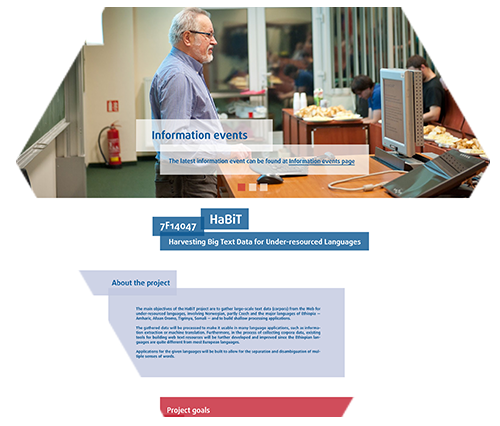 Information events
The latest information event can be found at Information events page
7F14047
HaBiT
Harvesting Big Text Data for Under-resourced Languages
About the project
The main objectives of the HaBiT project are to gather large-scale text data (corpora) from the Web for
under-resourced languages, involving Norwegian, partly Czech and the major languages of Ethiopia –
Amharic, Afaan Oromo, Tigrinya, Somali – and to build shallow processing applications.
The gathered data will be processed to make it usable in many language applications, such as informa-
tion extraction or machine translation. Furthermore, in the process of collecting corpora data, existing
tools for building web text resources will be further developed and improved since the Ethiopian lan-
guages are quite different from most European languages.
Applications for the given languages will be built to allow for the separation and disambiguation of mul-
tiple senses of words.
Project goals